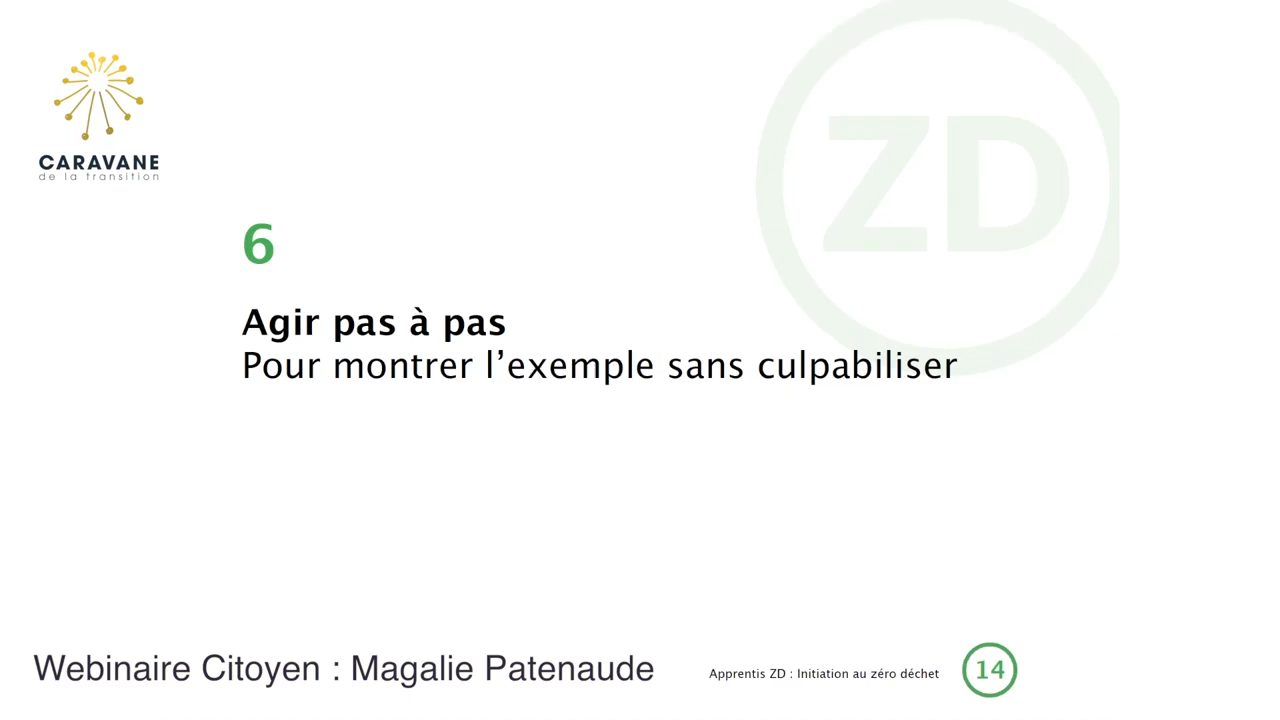 CARAVANE
de la transition
ZD
6
Agir pas à pas
Pour montrer l’exemple sans culpabiliser
Webinaire Citoyen : Magalie Patenaude
Apprentis ZD : Initiation au zéro déchet
14